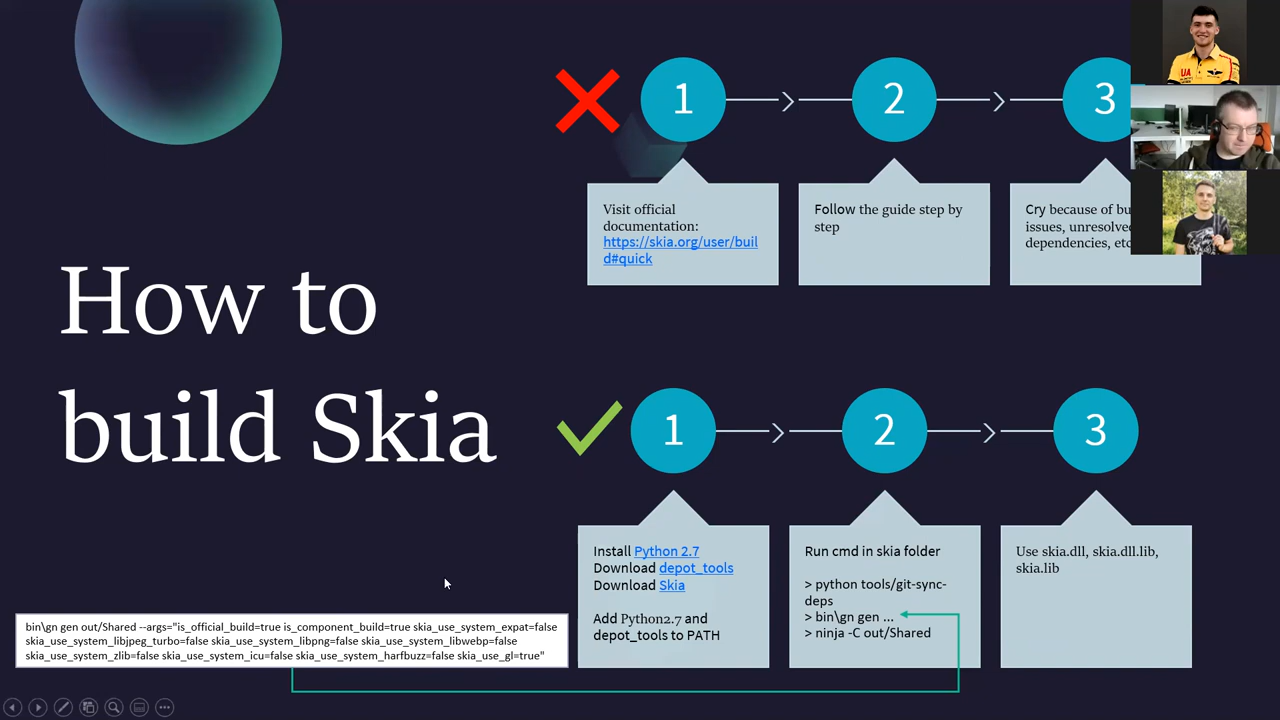 How to
build Skia
1
2
3
Visit official
documentation:
https://skia.org/user/buil
d#quick
Follow the guide step by
step
Cry because of bu
issues, unresolved
dependencies, etc
UA
1
2
3
Install Python 2.7
Download depot_tools
Download Skia
Add Python2.7 and
depot_tools to PATH
Run cmd in skia folder
> python tools/git-sync-
deps
> bin\gn gen ...
> ninja -C out/Shared
Use skia.dll, skia.dll.lib,
skia.lib
bin\gn gen out/Shared --args="is_official_build=true is_component_build=true skia_use_system_expat=false
skia_use_system_libjpeg_turbo=false skia_use_system_libpng=false skia_use_system_libwebp=false
skia_use_system_zlib=false skia_use_system_icu=false skia_use_system_harfbuzz=false skia_use_gl=true"